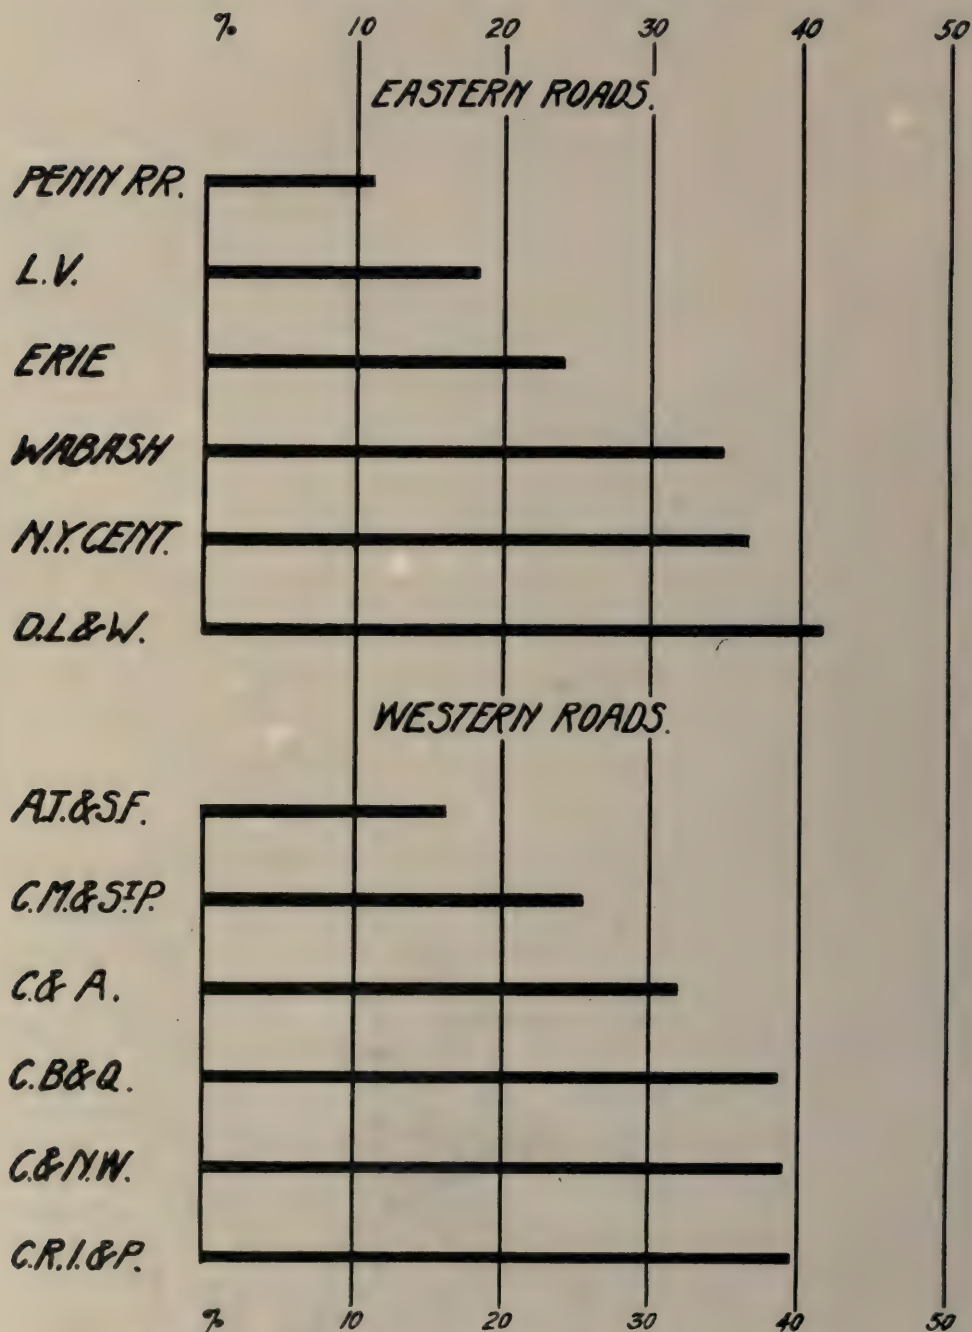 % 10 20 30 40 50
EASTERN ROADS.
PENN RR.
L.V.
ERIE
WABASH
N.Y.CENT.
D.L.&W.
WESTERN ROADS.
A.T.&S.F.
C.M.&S.T P.
C.& A.
C.B&Q.
C.&N.W.
C.R.I.&P.
% 10 20 30 40 50